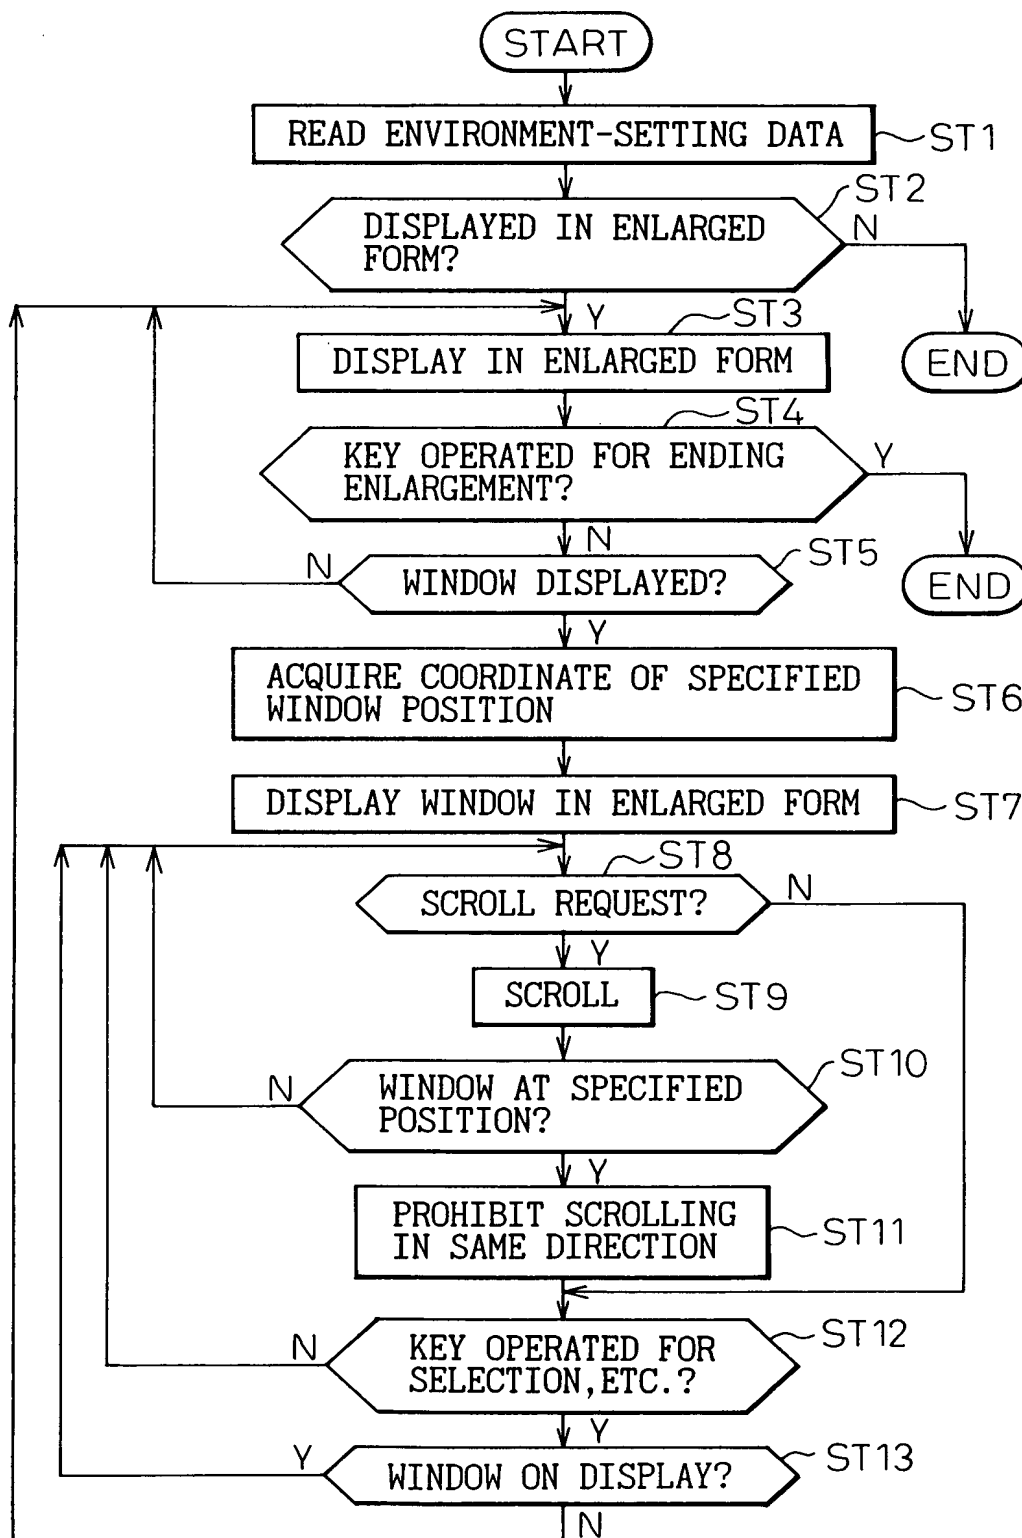 START
READ ENVIRONMENT-SETTING DATA
ST1
ST2
DISPLAYED IN ENLARGED
FORM?
N
Y
ST3
DISPLAY IN ENLARGED FORM
END
ST4
KEY OPERATED FOR ENDING
ENLARGEMENT?
Y
N
ST5
N
WINDOW DISPLAYED?
END
Y
ACQUIRE COORDINATE OF SPECIFIED
WINDOW POSITION
ST6
DISPLAY WINDOW IN ENLARGED FORM
ST7
ST8
SCROLL REQUEST?
N
Y
SCROLL
ST9
ST10
N
WINDOW AT SPECIFIED
POSITION?
Y
PROHIBIT SCROLLING
IN SAME DIRECTION
ST11
ST12
N
KEY OPERATED FOR
SELECTION,ETC.?
Y
ST13
Y
WINDOW ON DISPLAY?
N